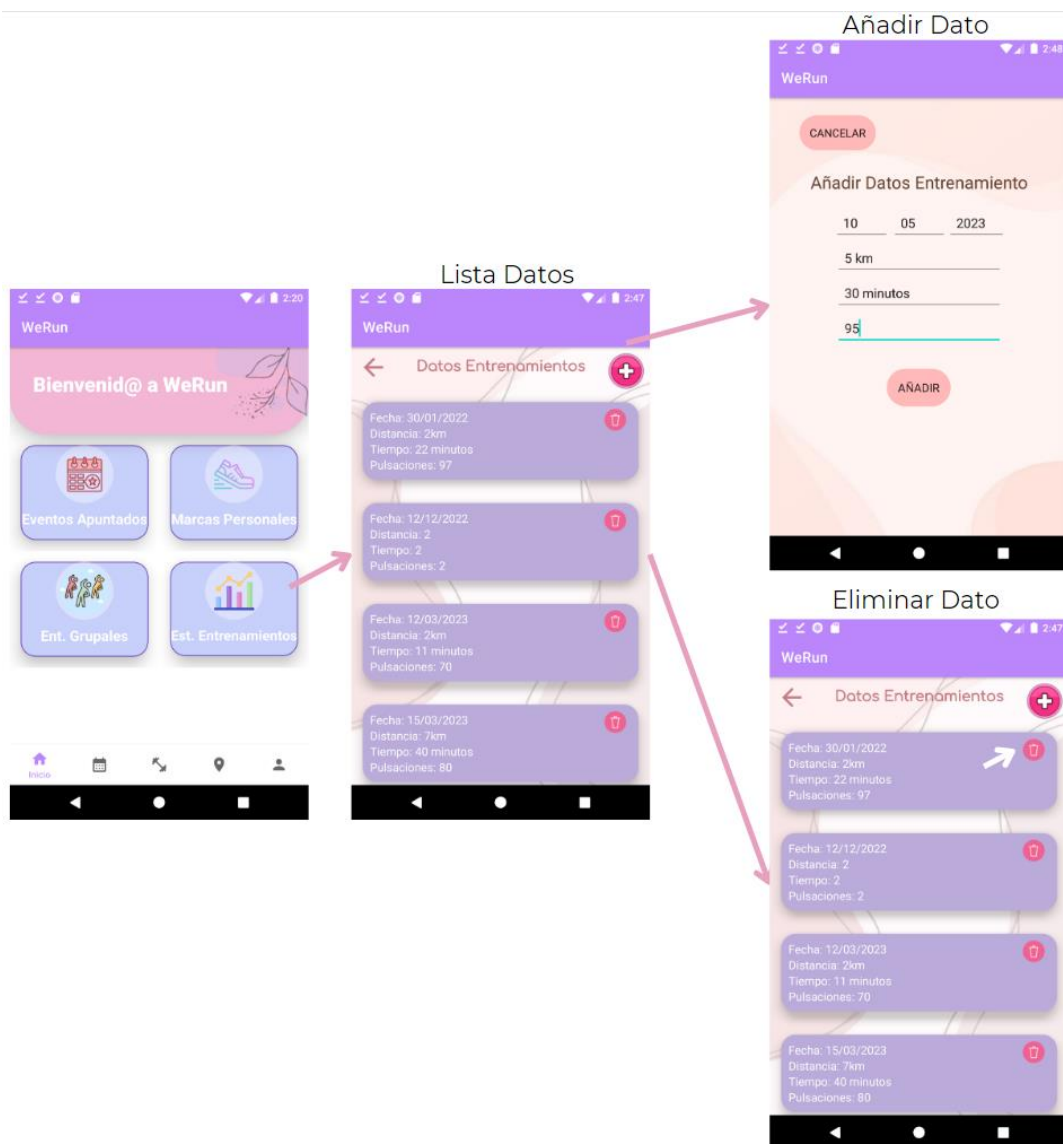 Añadir Dato
2:48
WeRun
CANCELAR
Añadir Datos Entrenamiento
10 05 2023
5 km
30 minutos
95
AÑADIR
Lista Datos
2:20
WeRun
Bienvenid@ a WeRun
Eventos Apuntados
Marcas Personales
Ent. Grupales
Est. Entrenamientos
Inicio
2:47
WeRun
Datos Entrenamientos
Fecha: 30/01/2022
Distancia: 2km
Tiempo: 22 minutos
Pulsaciones: 97
Fecha: 12/12/2022
Distancia: 2
Tiempo: 2
Pulsaciones: 2
Fecha: 12/03/2023
Distancia: 2km
Tiempo: 11 minutos
Pulsaciones: 70
Fecha: 15/03/2023
Distancia: 7km
Tiempo: 40 minutos
Pulsaciones: 80
Eliminar Dato
2:47
WeRun
Datos Entrenamientos
Fecha: 30/01/2022
Distancia: 2km
Tiempo: 22 minutos
Pulsaciones: 97
Fecha: 12/12/2022
Distancia: 2
Tiempo: 2
Pulsaciones: 2
Fecha: 12/03/2023
Distancia: 2km
Tiempo: 11 minutos
Pulsaciones: 70
Fecha: 15/03/2023
Distancia: 7km
Tiempo: 40 minutos
Pulsaciones: 80